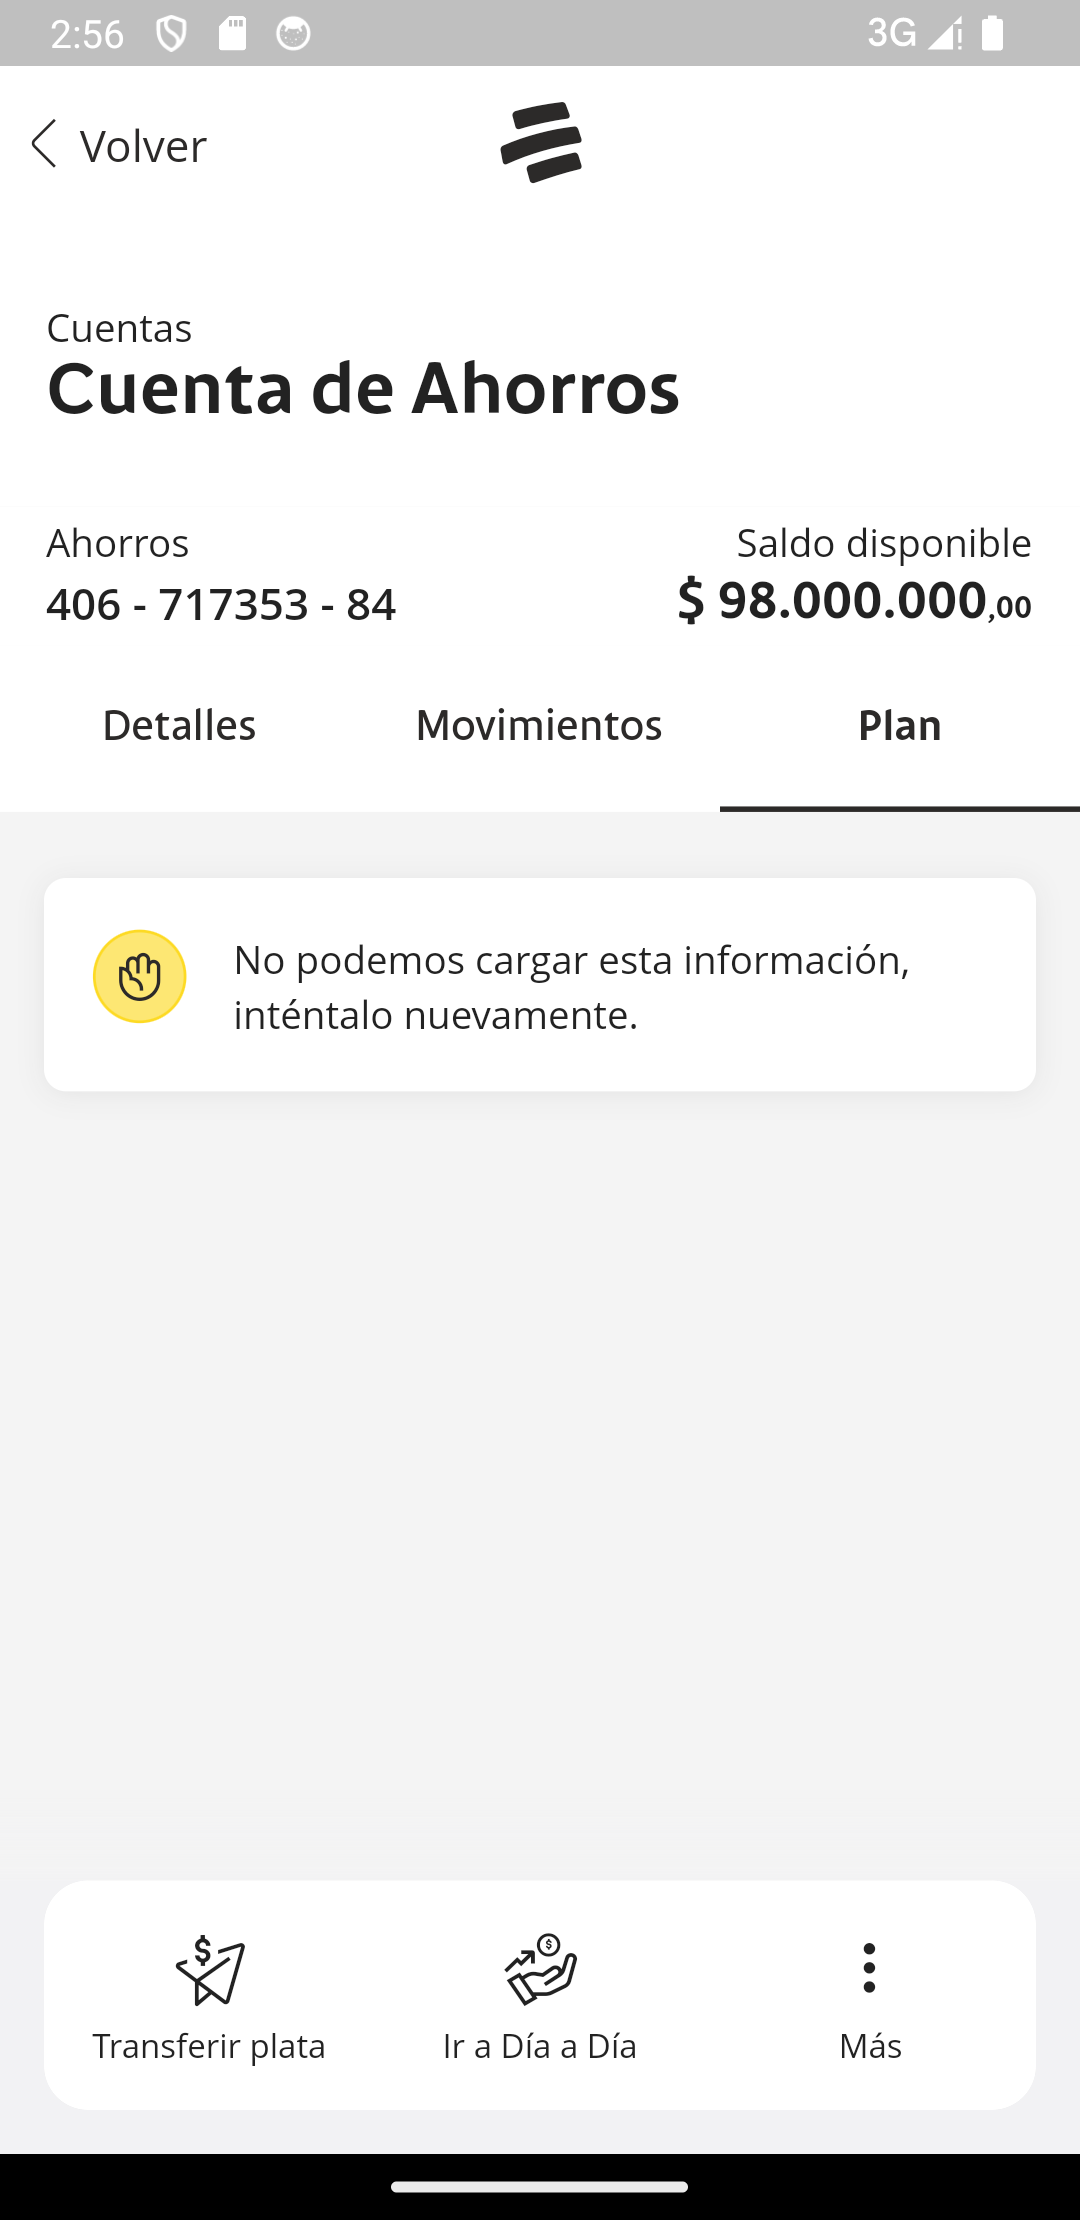 2:56
3G
Volver
Cuentas
Cuenta de Ahorros
Ahorros
Saldo disponible
406 - 717353 - 84
$ 98.000.000,00
Detalles
Movimientos
Plan
No podemos cargar esta información,
inténtalo nuevamente.
Transferir plata
Ir a Día a Día
Más